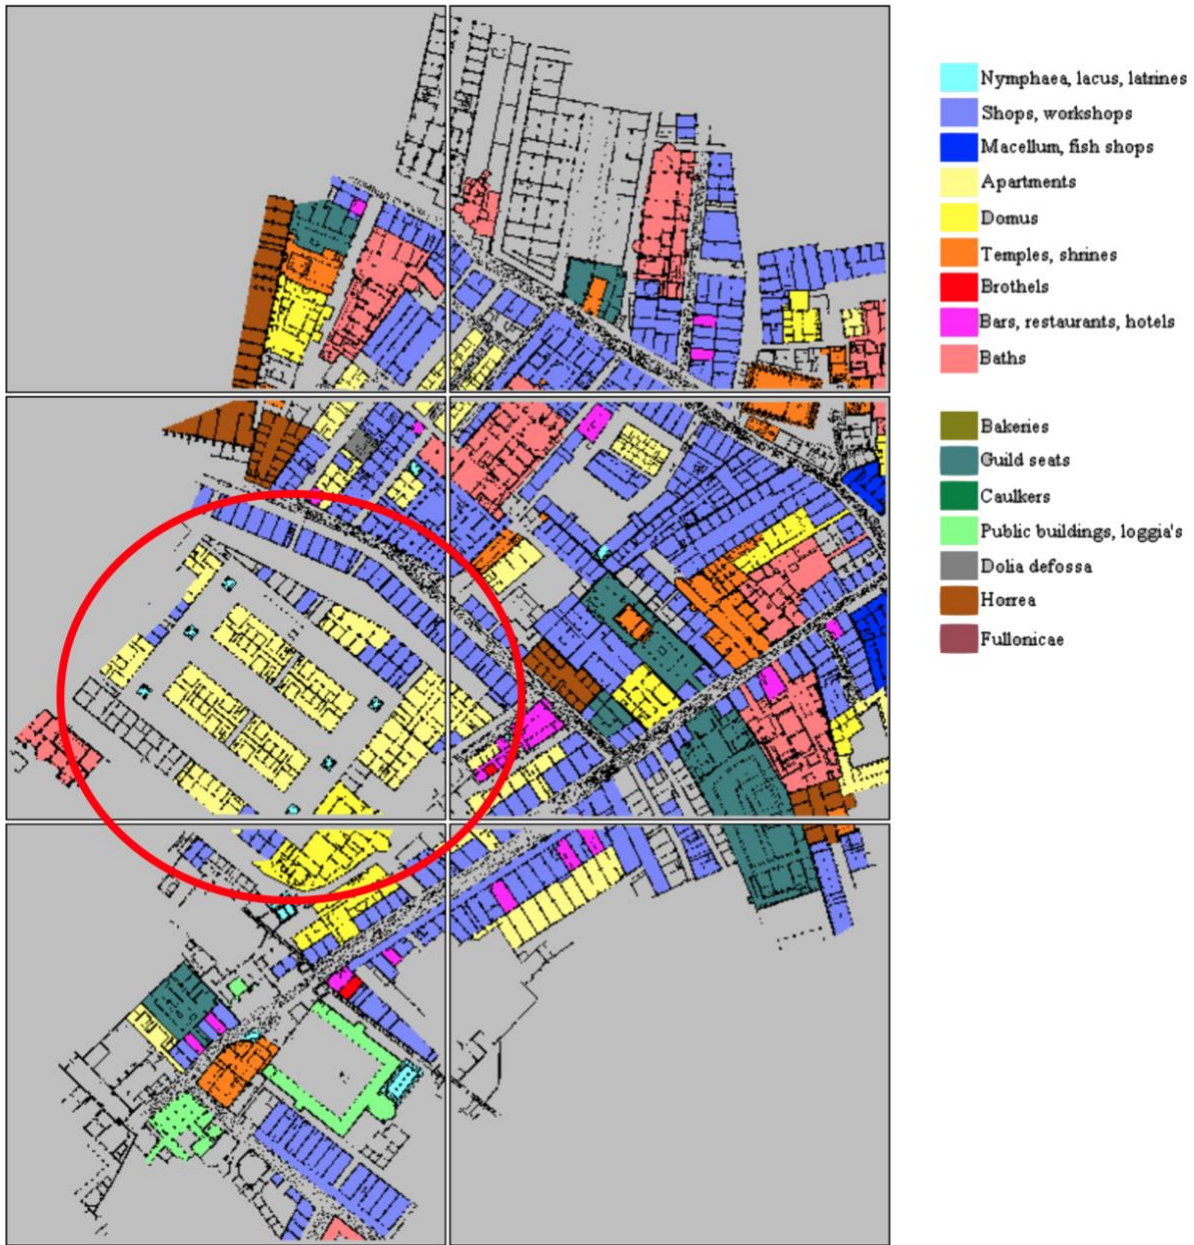 Nymphaea, lacus, latrines
Shops, workshops
Macellum, fish shops
Apartments
Domus
Temples, shrines
Brothels
Bars, restaurants, hotels
Baths
Bakeries
Guild seats
Caulkers
Public buildings, loggia's
Dolia defossa
Horrea
Fullonicae